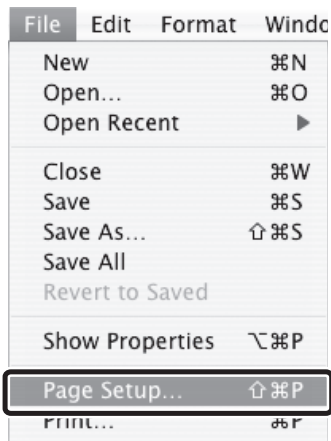 File Edit Format Windo
New ⌘N
Open... ⌘O
Open Recent ▶
Close ⌘W
Save ⌘S
Save As... ⇧⌘S
Save All
Revert to Saved
Show Properties ⌥⌘P
Page Setup... ⇧⌘P
Print... ⌘P